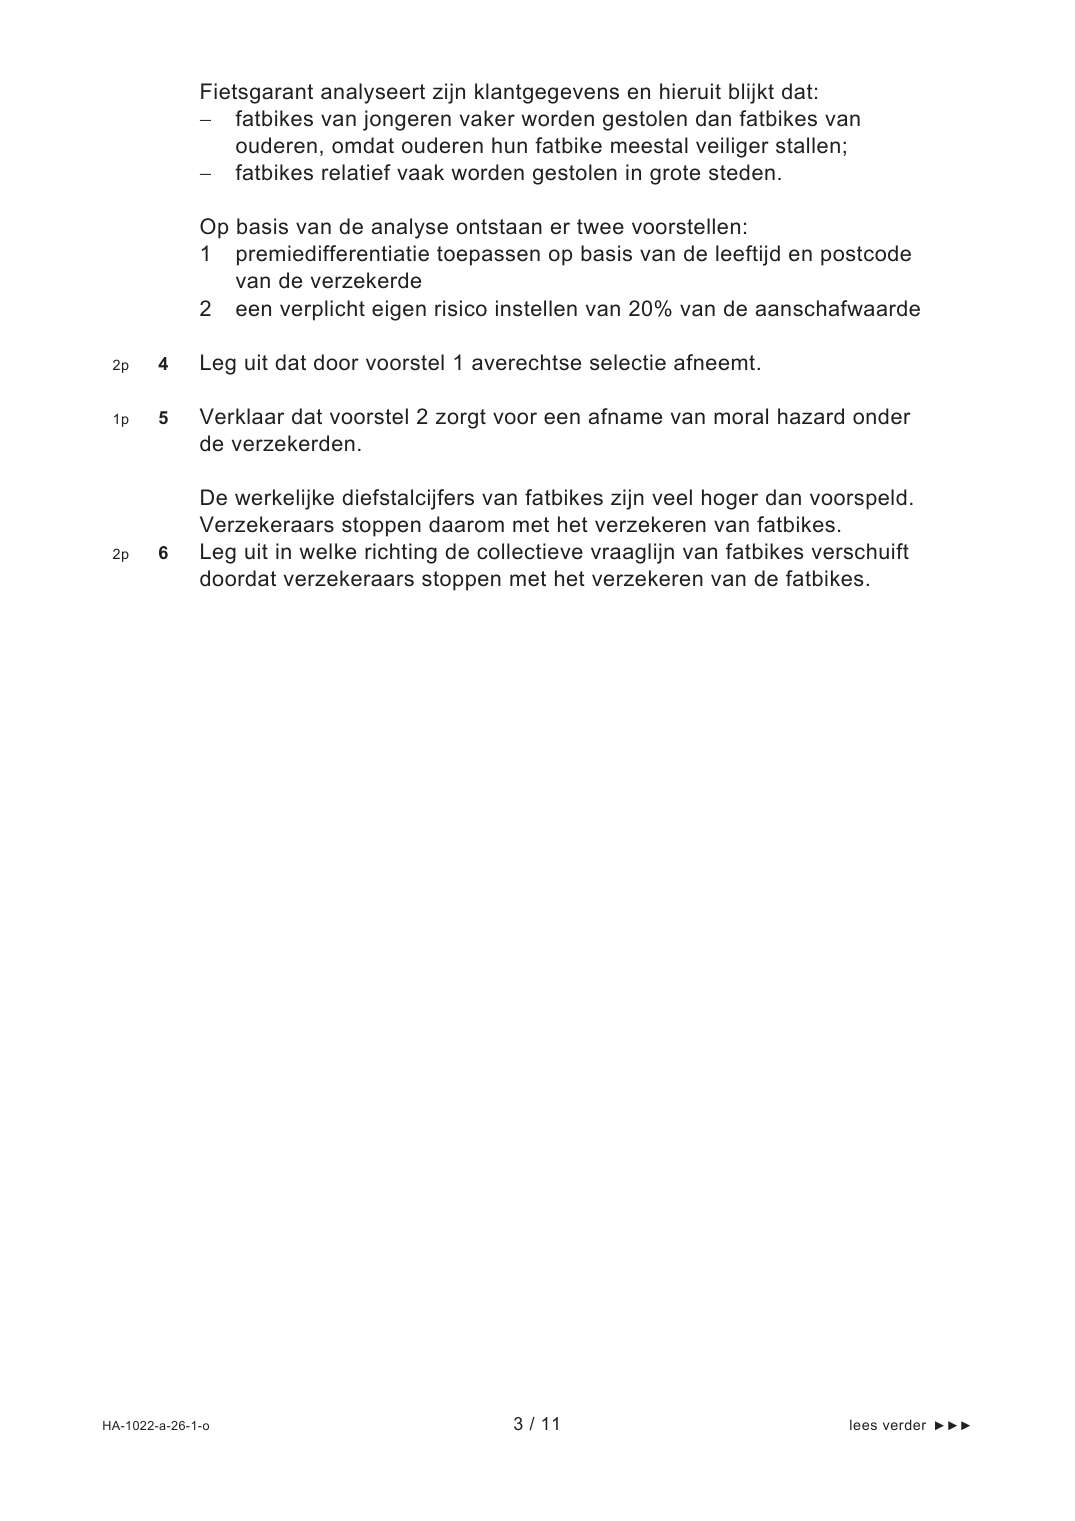 Fietsgarant analyseert zijn klantgegevens en hieruit blijkt dat:
– fatbikes van jongeren vaker worden gestolen dan fatbikes van
ouderen, omdat ouderen hun fatbike meestal veiliger stallen;
– fatbikes relatief vaak worden gestolen in grote steden.
Op basis van de analyse ontstaan er twee voorstellen:
1 premiedifferentiatie toepassen op basis van de leeftijd en postcode
van de verzekerde
2 een verplicht eigen risico instellen van 20% van de aanschafwaarde
2p 4 Leg uit dat door voorstel 1 averechtse selectie afneemt.
1p 5 Verklaar dat voorstel 2 zorgt voor een afname van moral hazard onder
de verzekerden.
De werkelijke diefstalcijfers van fatbikes zijn veel hoger dan voorspeld.
Verzekeraars stoppen daarom met het verzekeren van fatbikes.
2p 6 Leg uit in welke richting de collectieve vraaglijn van fatbikes verschuift
doordat verzekeraars stoppen met het verzekeren van de fatbikes.
HA-1022-a-26-1-o 3 / 11 lees verder ►►►